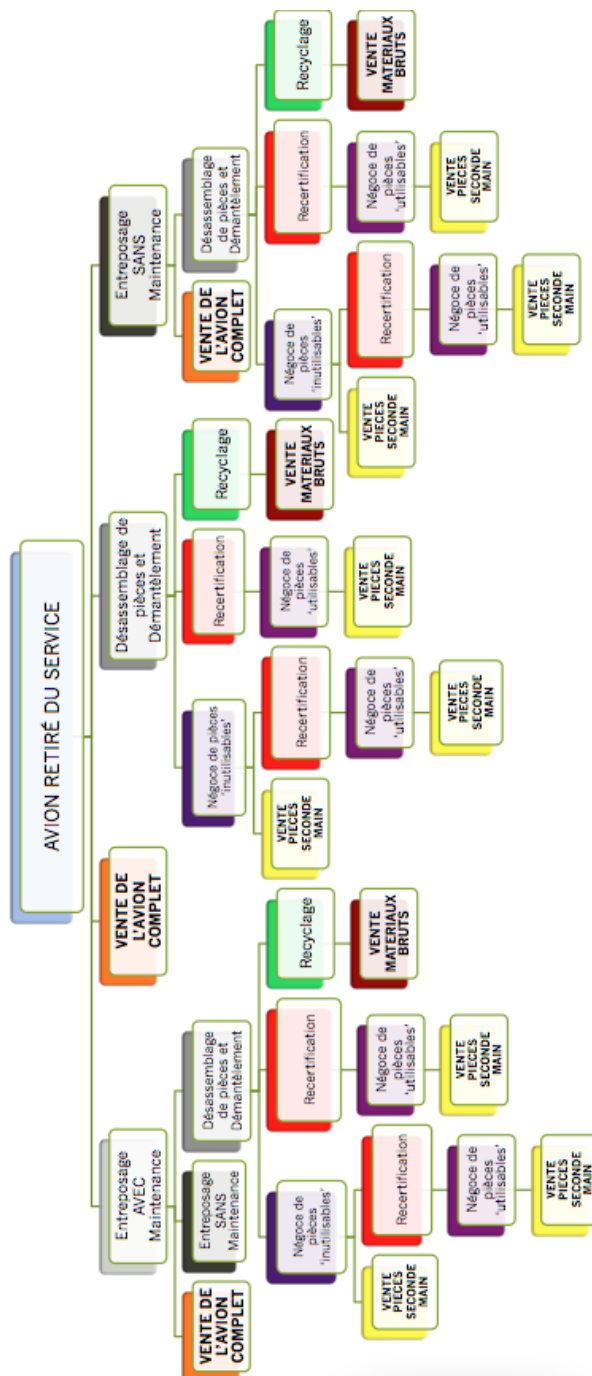 AVION RETIRÉ DU SERVICE
Entreposage
AVEC
Maintenance
VENTE DE
L'AVION
COMPLET
Désassemblage de
pièces et
Démantèlement
Entreposage
SANS
Maintenance
VENTE DE
L'AVION
COMPLET
Entreposage
SANS
Maintenance
Désassemblage
de pièces et
Démantèlement
Négoce de pièces
'inutilisables'
Recertification
Recyclage
VENTE DE
L'AVION
COMPLET
Désassemblage
de pièces et
Démantèlement
Négoce de
pièces
'inutilisables'
Recertification
Recyclage
VENTE
PIECES
SECONDE
MAIN
Recertification
Négoce de
pièces
'utilisables'
VENTE
MATERIAUX
BRUTS
Négoce de
pièces
'inutilisables'
Recertification
Recyclage
VENTE
PIECES
SECONDE
MAIN
Recertification
Négoce de
pièces
'utilisables'
VENTE
MATERIAUX
BRUTS
Négoce de
pièces
'utilisables'
VENTE
PIECES
SECONDE
MAIN
VENTE
PIECES
SECONDE
MAIN
Recertification
Négoce de
pièces
'utilisables'
VENTE
MATERIAUX
BRUTS
Négoce de
pièces
'utilisables'
VENTE
PIECES
SECONDE
MAIN
VENTE
PIECES
SECONDE
MAIN
Négoce de
pièces
'utilisables'
VENTE
PIECES
SECONDE
MAIN
VENTE
PIECES
SECONDE
MAIN
VENTE
PIECES
SECONDE
MAIN